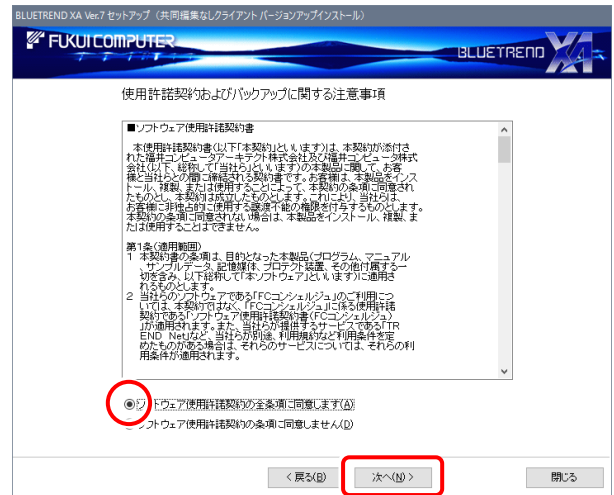 BLUETREND XA Ver.7 セットアップ（共同編集なしクライアント バージョンアップインストール）
FUKUI COMPUTER
BLUETREND XA
使用許諾契約およびバックアップに関する注意事項
■ソフトウェア使用許諾契約書
本使用許諾契約書(以下「本契約」といいます)は、本契約が添付さ
れた福井コンピュータアーキテクト株式会社及び福井コンピュータ株式
会社(以下、総称して「当社ら」といいます)の本製品に関して、お客
様と当社らとの間に締結される契約書です。お客様は、本製品をインス
トール、複製、または使用することによって、本契約の条項に同意され
たものとし、本契約は成立したものとします。これにより、当社らは、
お客様に非独占的に使用する譲渡不能の権限を付与するものとします。
本契約の条項に同意されない場合は、本製品をインストール、複製、ま
たは使用することはできません。
第1条(適用範囲)
1 本契約書の条項は、目的となった本製品(プログラム、マニュアル
、サンプルデータ、記憶媒体、プロテクト装置、その他付属する一
切を含み、以下総称して「本ソフトウェア」といいます)に適用さ
れるものとします。
2 当社らのソフトウェアである「FCコンシェルジュ」のご利用につ
いては、本契約ではなく、「FCコンシェルジュ」に係る使用許諾
契約である「ソフトウェア使用許諾契約書(FCコンシェルジュ)
」が適用されます。また、当社らが提供するサービスである「TR
END Net」など、当社らが別途、利用規約など利用条件を定
めたものがある場合は、それらのサービスについては、それらの利
用条件が適用されます。
ソフトウェア使用許諾契約の全条項に同意します(A)
ソフトウェア使用許諾契約の条項に同意しません(D)
< 戻る(B)
次へ(N) >
閉じる